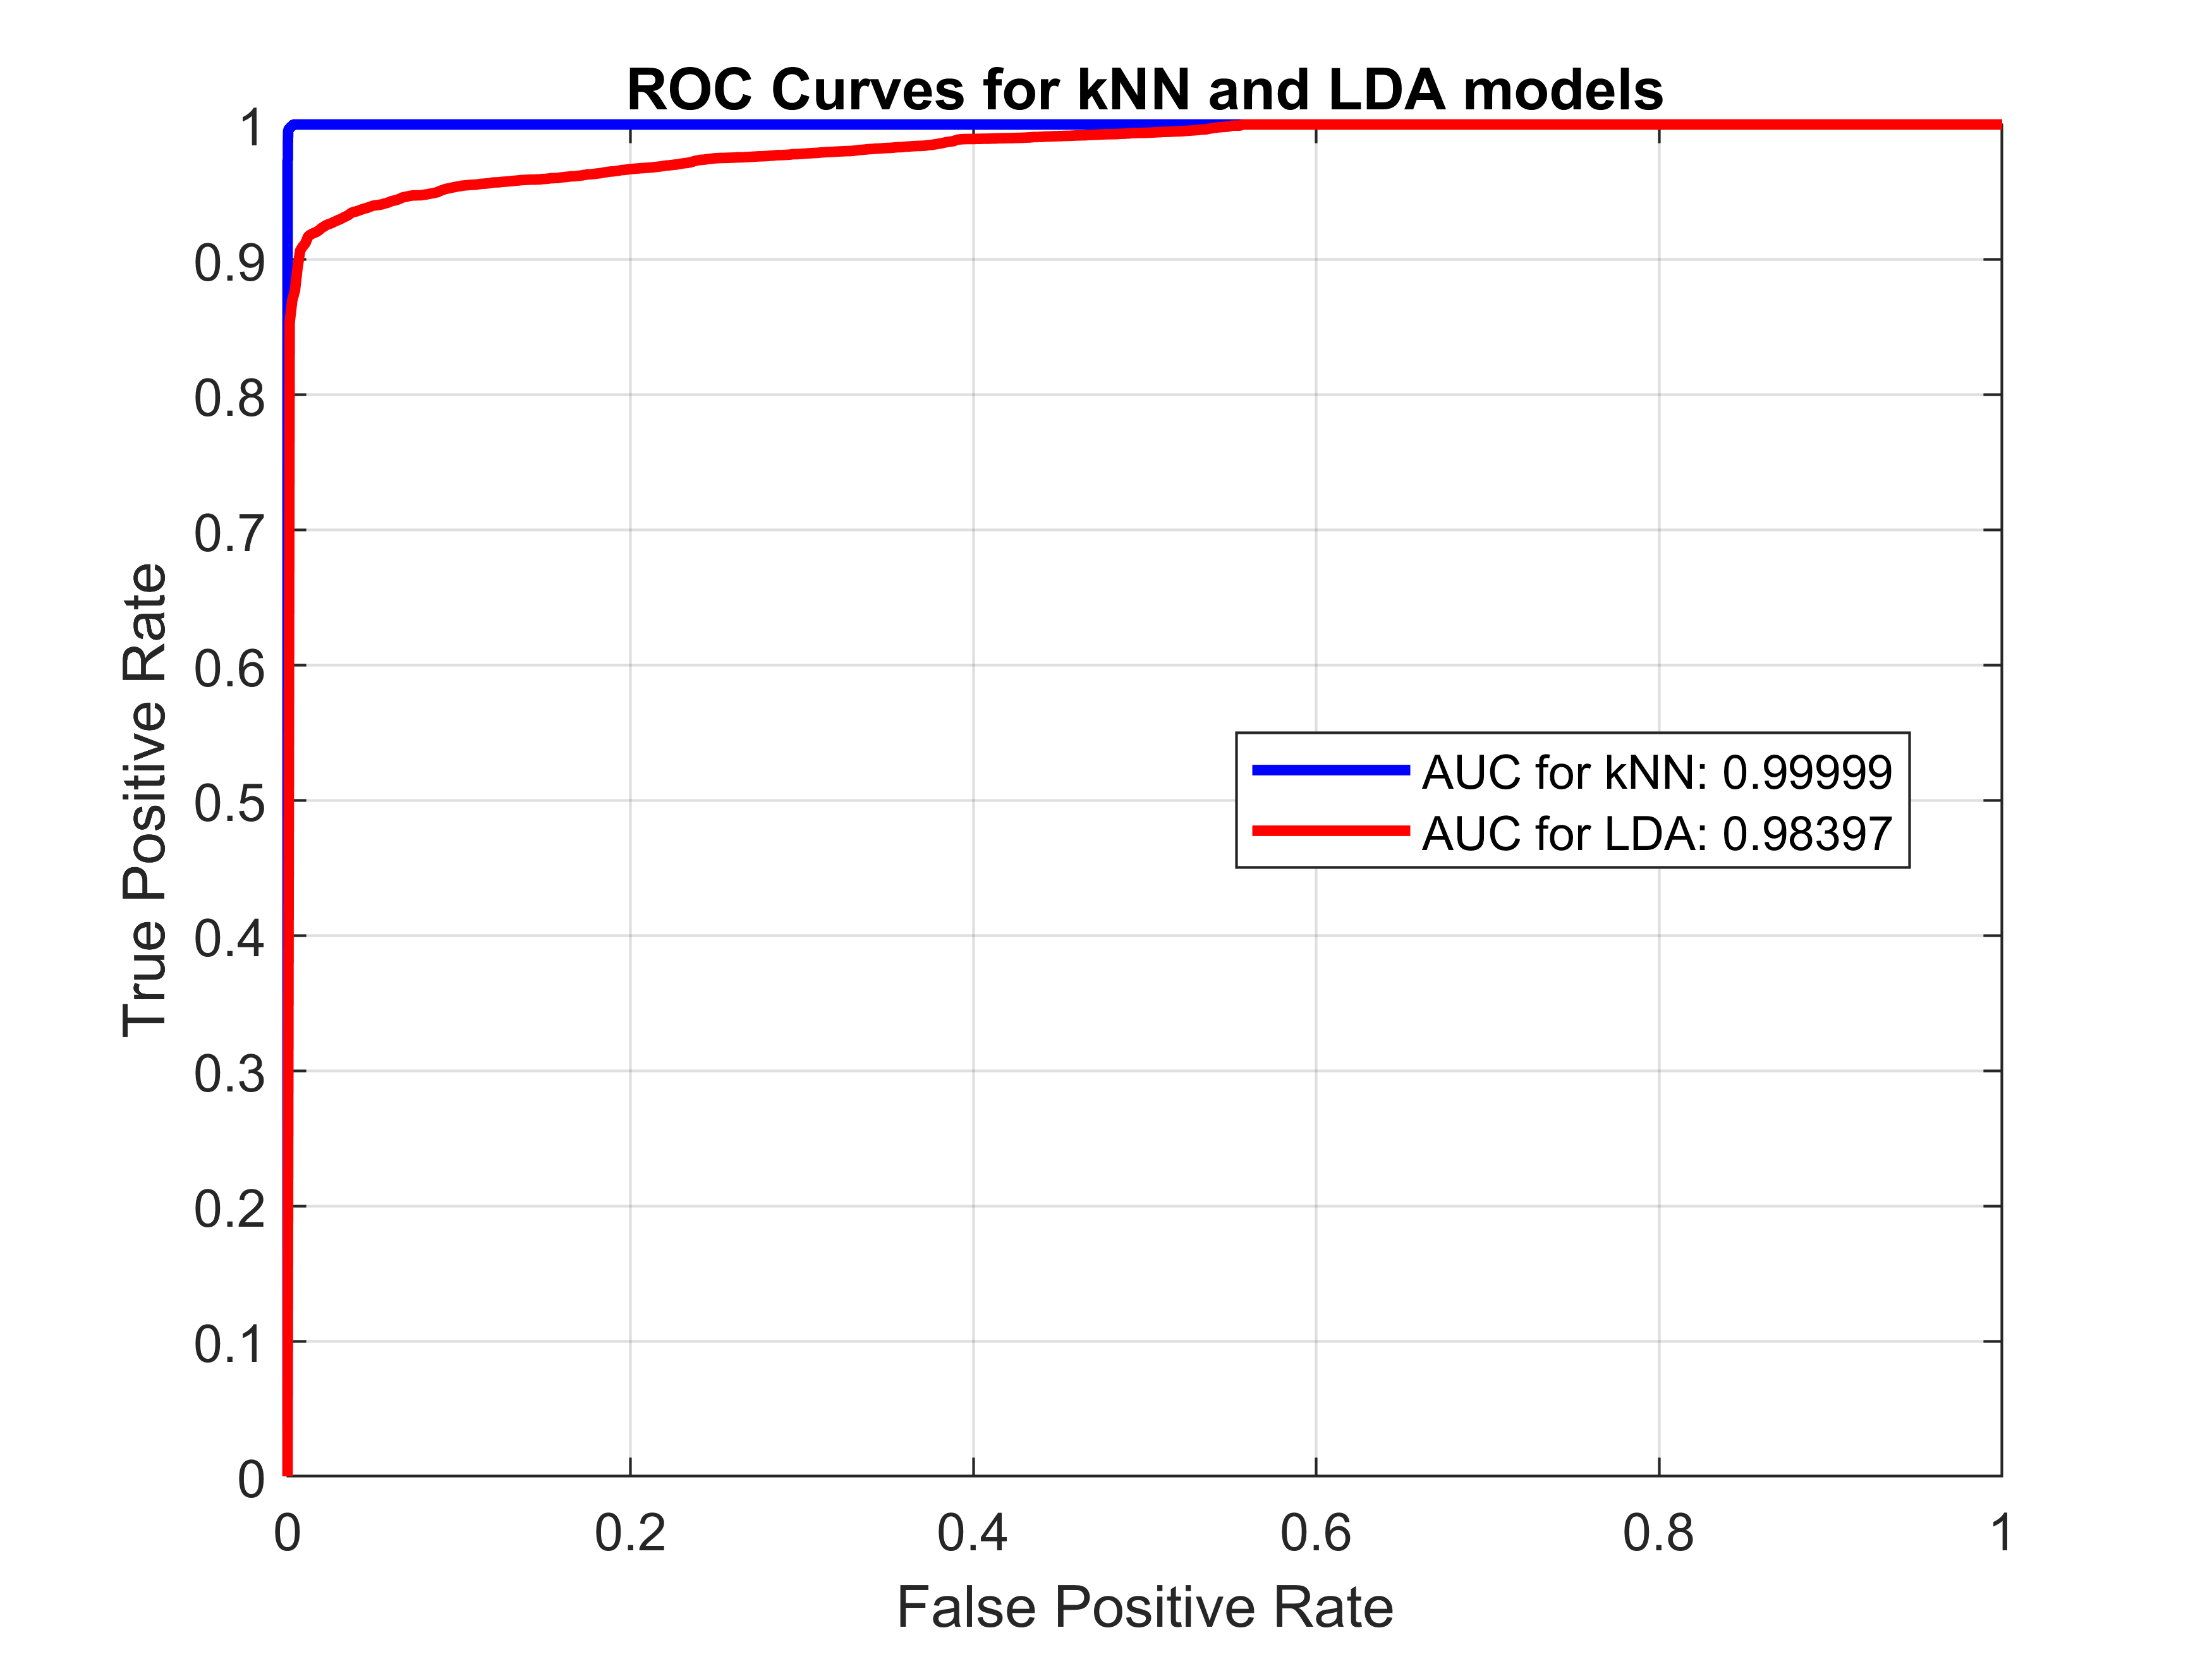 ROC Curves for kNN and LDA models
1
0.9
0.8
0.7
0.6
0.5
0.4
0.3
0.2
0.1
0
True Positive Rate
AUC for kNN: 0.99999
AUC for LDA: 0.98397
0 0.2 0.4 0.6 0.8 1
False Positive Rate